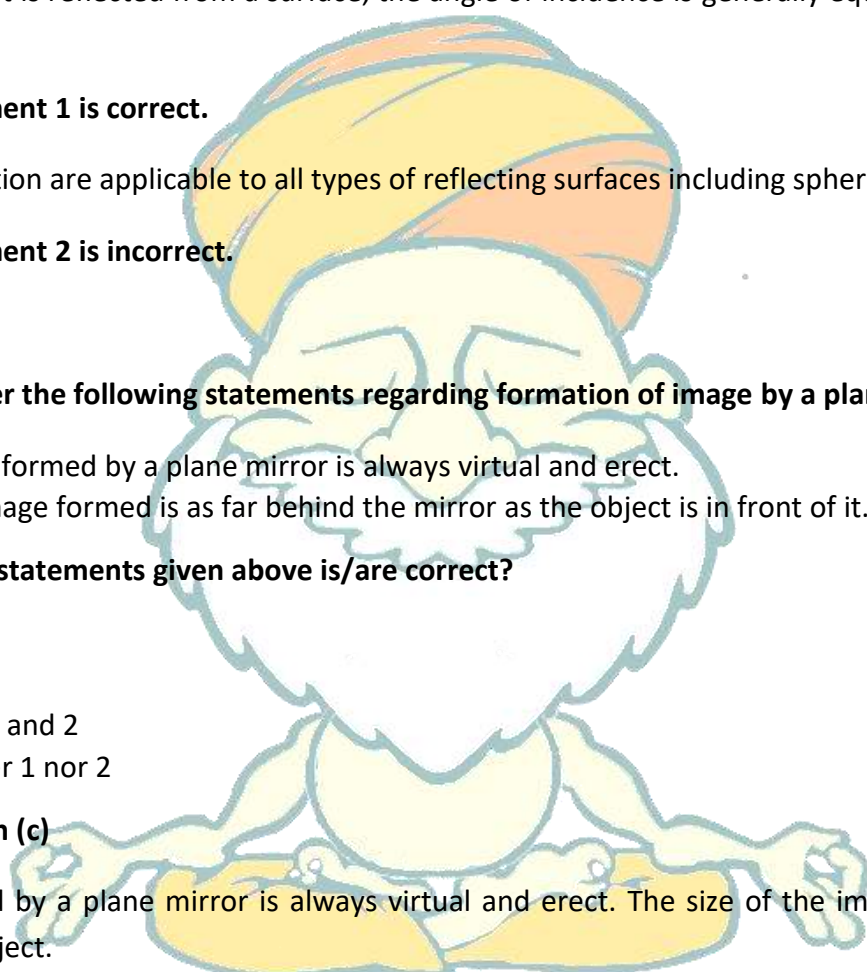 t is reflected from a surface, the angle of incidence is generally equ
ent 1 is correct.
tion are applicable to all types of reflecting surfaces including spher
ent 2 is incorrect.
er the following statements regarding formation of image by a pla
formed by a plane mirror is always virtual and erect.
age formed is as far behind the mirror as the object is in front of it.
statements given above is/are correct?
and 2
r 1 nor 2
n (c)
d by a plane mirror is always virtual and erect. The size of the im
ject.